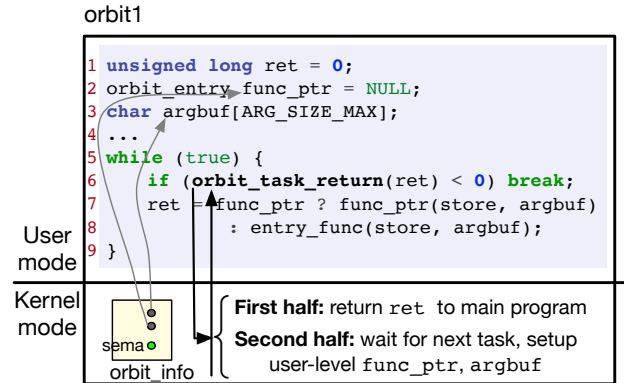 orbit1
1 unsigned long ret = 0;
2 orbit_entry func_ptr = NULL;
3 char argbuf[ARG_SIZE_MAX];
4 ...
5 while (true) {
6 if (orbit_task_return(ret) < 0) break;
7 ret = func_ptr ? func_ptr(store, argbuf)
8 : entry_func(store, argbuf);
9 }
User
mode
Kernel
mode
sema
orbit_info
First half: return ret to main program
Second half: wait for next task, setup
user-level func_ptr, argbuf